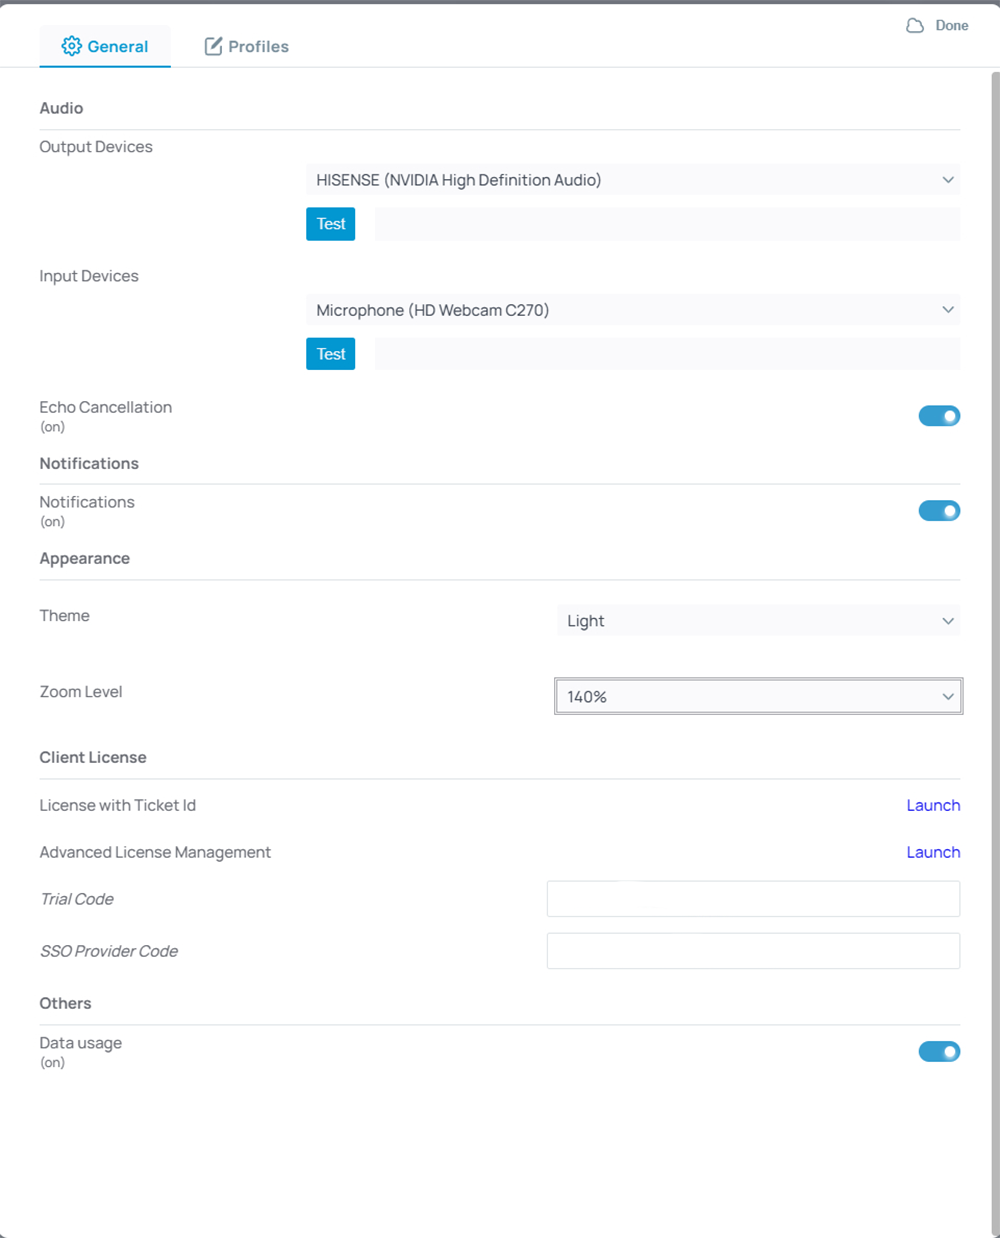 Done
General
Profiles
Audio
Output Devices
HISENSE (NVIDIA High Definition Audio)
Test
Input Devices
Microphone (HD Webcam C270)
Test
Echo Cancellation
(on)
Notifications
Notifications
(on)
Appearance
Theme
Light
Zoom Level
140%
Client License
License with Ticket Id
Launch
Advanced License Management
Launch
Trial Code
SSO Provider Code
Others
Data usage
(on)